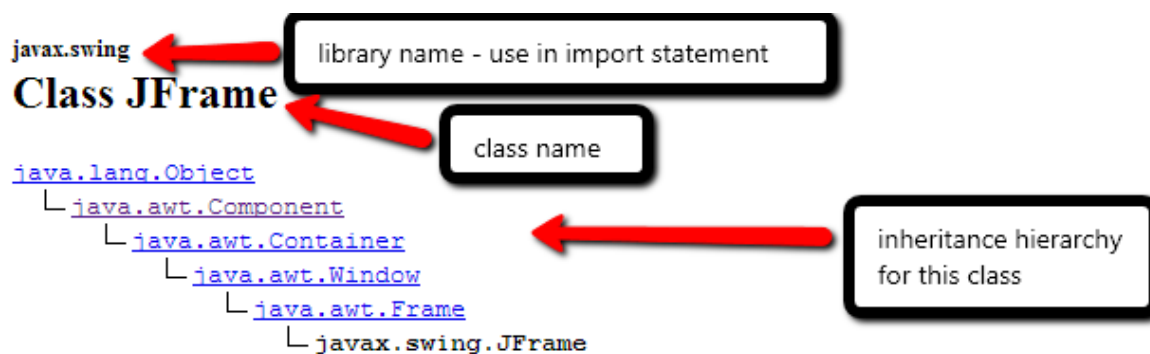 javax.swing
library name - use in import statement
Class JFrame
class name
java.lang.Object
java.awt.Component
java.awt.Container
inheritance hierarchy
for this class
java.awt.Window
java.awt.Frame
javax.swing.JFrame